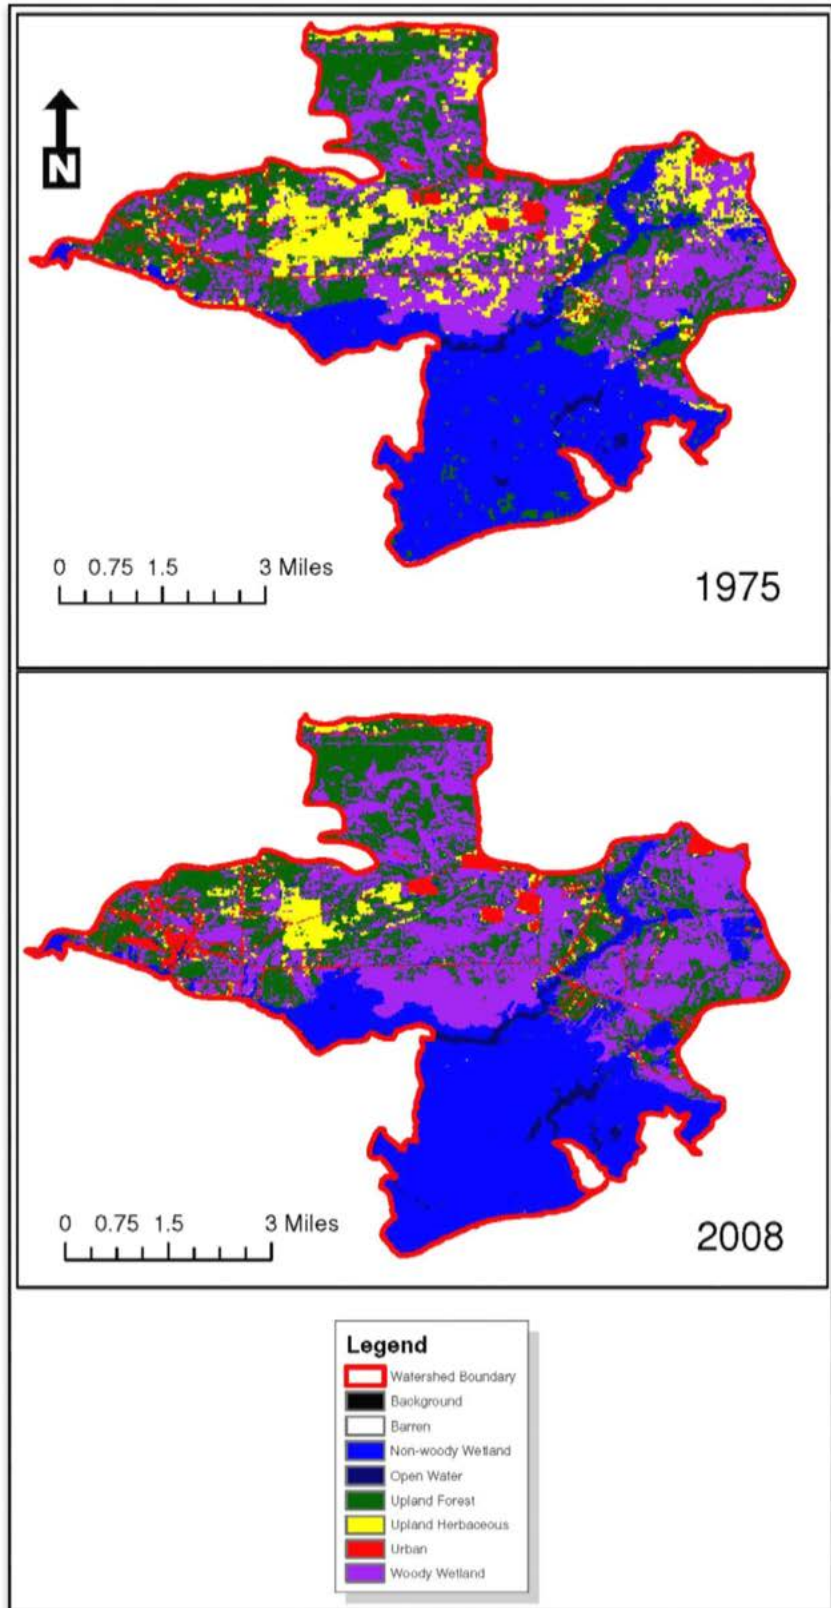 N
0 0.75 1.5 3 Miles
1975
0 0.75 1.5 3 Miles
2008
Legend
Watershed Boundary
Background
Barren
Non-woody Wetland
Open Water
Upland Forest
Upland Herbaceous
Urban
Woody Wetland